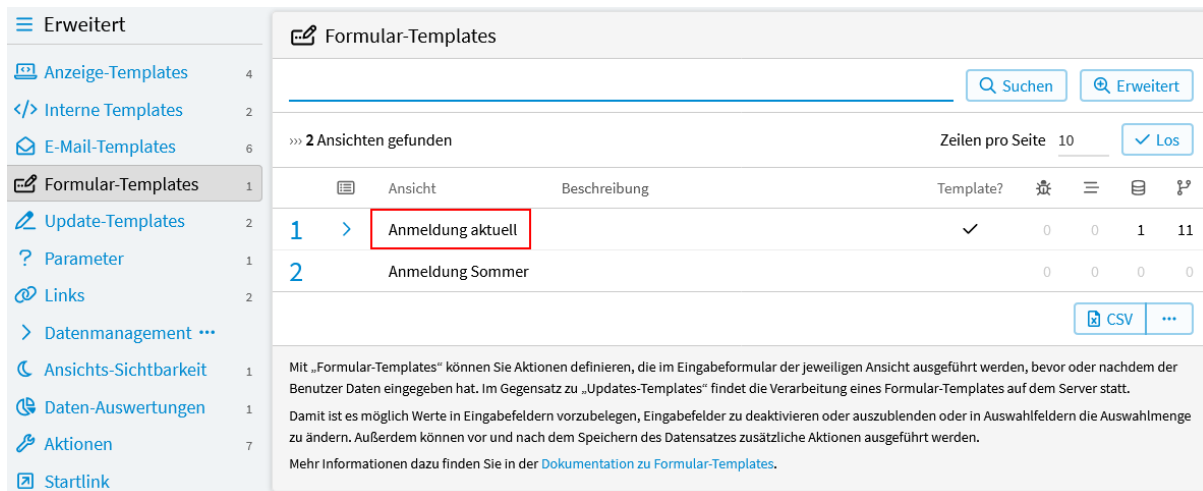 Erweitert
Anzeige-Templates 4
Interne Templates 2
E-Mail-Templates 6
Formular-Templates 1
Update-Templates 2
Parameter 1
Links 2
Datenmanagement •••
Ansichts-Sichtbarkeit 1
Daten-Auswertungen 1
Aktionen 7
Startlink
Formular-Templates
Suchen Erweitert
››› 2 Ansichten gefunden Zeilen pro Seite 10 Los
Ansicht Beschreibung Template?
1 Anmeldung aktuell 0 0 1 11
2 Anmeldung Sommer 0 0 0 0
CSV •••
Mit „Formular-Templates“ können Sie Aktionen definieren, die im Eingabeformular der jeweiligen Ansicht ausgeführt werden, bevor oder nachdem der
Benutzer Daten eingegeben hat. Im Gegensatz zu „Updates-Templates“ findet die Verarbeitung eines Formular-Templates auf dem Server statt.
Damit ist es möglich Werte in Eingabefeldern vorzubelegen, Eingabefelder zu deaktivieren oder auszublenden oder in Auswahlfeldern die Auswahlmenge
zu ändern. Außerdem können vor und nach dem Speichern des Datensatzes zusätzliche Aktionen ausgeführt werden.
Mehr Informationen dazu finden Sie in der Dokumentation zu Formular-Templates.